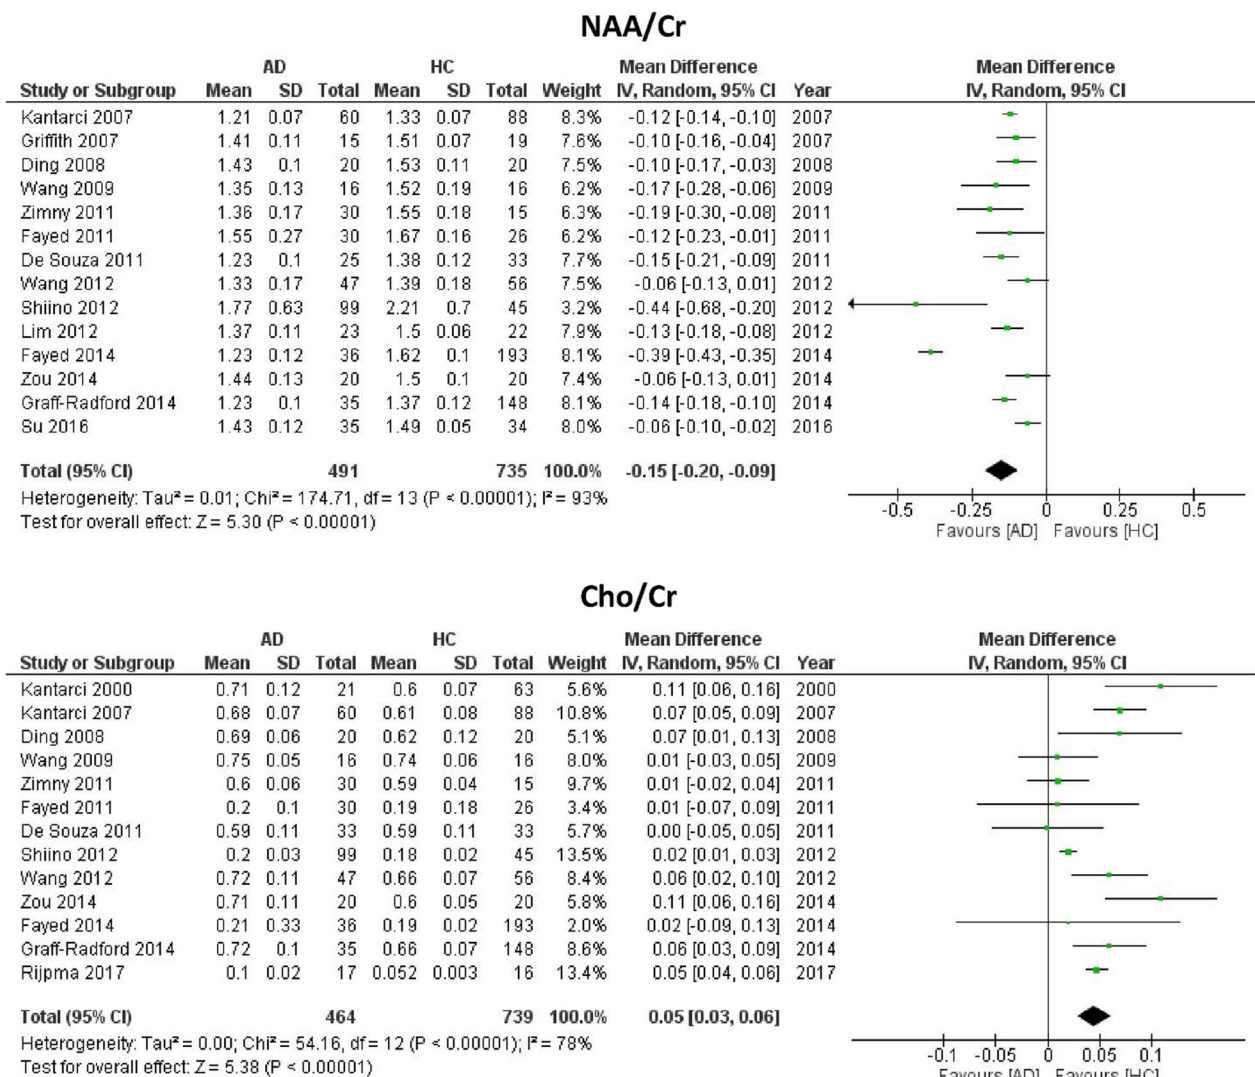 NAA/Cr
AD HC Mean Difference Mean Difference
Study or Subgroup Mean SD Total Mean SD Total Weight IV, Random, 95% CI Year IV, Random, 95% CI
Kantarci 2007 1.21 0.07 60 1.33 0.07 88 8.3% -0.12 [-0.14, -0.10] 2007
Griffith 2007 1.41 0.11 15 1.51 0.07 19 7.6% -0.10 [-0.16, -0.04] 2007
Ding 2008 1.43 0.1 20 1.53 0.11 20 7.5% -0.10 [-0.17, -0.03] 2008
Wang 2009 1.35 0.13 16 1.52 0.19 16 6.2% -0.17 [-0.28, -0.06] 2009
Zimny 2011 1.36 0.17 30 1.55 0.18 15 6.3% -0.19 [-0.30, -0.08] 2011
Fayed 2011 1.55 0.27 30 1.67 0.16 26 6.2% -0.12 [-0.23, -0.01] 2011
De Souza 2011 1.23 0.1 25 1.38 0.12 33 7.7% -0.15 [-0.21, -0.09] 2011
Wang 2012 1.33 0.17 47 1.39 0.18 56 7.5% -0.06 [-0.13, 0.01] 2012
Shiino 2012 1.77 0.63 99 2.21 0.7 45 3.2% -0.44 [-0.68, -0.20] 2012
Lim 2012 1.37 0.11 23 1.5 0.06 22 7.9% -0.13 [-0.18, -0.08] 2012
Fayed 2014 1.23 0.12 36 1.62 0.1 193 8.1% -0.39 [-0.43, -0.35] 2014
Zou 2014 1.44 0.13 20 1.5 0.1 20 7.4% -0.06 [-0.13, 0.01] 2014
Graff-Radford 2014 1.23 0.1 35 1.37 0.12 148 8.1% -0.14 [-0.18, -0.10] 2014
Su 2016 1.43 0.12 35 1.49 0.05 34 8.0% -0.06 [-0.10, -0.02] 2016
Total (95% CI) 491 735 100.0% -0.15 [-0.20, -0.09]
Heterogeneity: Tau² = 0.01; Chi² = 174.71, df = 13 (P < 0.00001); I² = 93%
Test for overall effect: Z = 5.30 (P < 0.00001)
-0.5 -0.25 0 0.25 0.5
Favours [AD] Favours [HC]
Cho/Cr
AD HC Mean Difference Mean Difference
Study or Subgroup Mean SD Total Mean SD Total Weight IV, Random, 95% CI Year IV, Random, 95% CI
Kantarci 2000 0.71 0.12 21 0.6 0.07 63 5.6% 0.11 [0.06, 0.16] 2000
Kantarci 2007 0.68 0.07 60 0.61 0.08 88 10.8% 0.07 [0.05, 0.09] 2007
Ding 2008 0.69 0.06 20 0.62 0.12 20 5.1% 0.07 [0.01, 0.13] 2008
Wang 2009 0.75 0.05 16 0.74 0.06 16 8.0% 0.01 [-0.03, 0.05] 2009
Zimny 2011 0.6 0.06 30 0.59 0.04 15 9.7% 0.01 [-0.02, 0.04] 2011
Fayed 2011 0.2 0.1 30 0.19 0.18 26 3.4% 0.01 [-0.07, 0.09] 2011
De Souza 2011 0.59 0.11 33 0.59 0.11 33 5.7% 0.00 [-0.05, 0.05] 2011
Shiino 2012 0.2 0.03 99 0.18 0.02 45 13.5% 0.02 [0.01, 0.03] 2012
Wang 2012 0.72 0.11 47 0.66 0.07 56 8.4% 0.06 [0.02, 0.10] 2012
Zou 2014 0.71 0.11 20 0.6 0.05 20 5.8% 0.11 [0.06, 0.16] 2014
Fayed 2014 0.21 0.33 36 0.19 0.02 193 2.0% 0.02 [-0.09, 0.13] 2014
Graff-Radford 2014 0.72 0.1 35 0.66 0.07 148 8.6% 0.06 [0.03, 0.09] 2014
Rijpma 2017 0.1 0.02 17 0.052 0.003 16 13.4% 0.05 [0.04, 0.06] 2017
Total (95% CI) 464 739 100.0% 0.05 [0.03, 0.06]
Heterogeneity: Tau² = 0.00; Chi² = 54.16, df = 12 (P < 0.00001); I² = 78%
Test for overall effect: Z = 5.38 (P < 0.00001)
-0.1 -0.05 0 0.05 0.1
Favours [AD] Favours [HC]